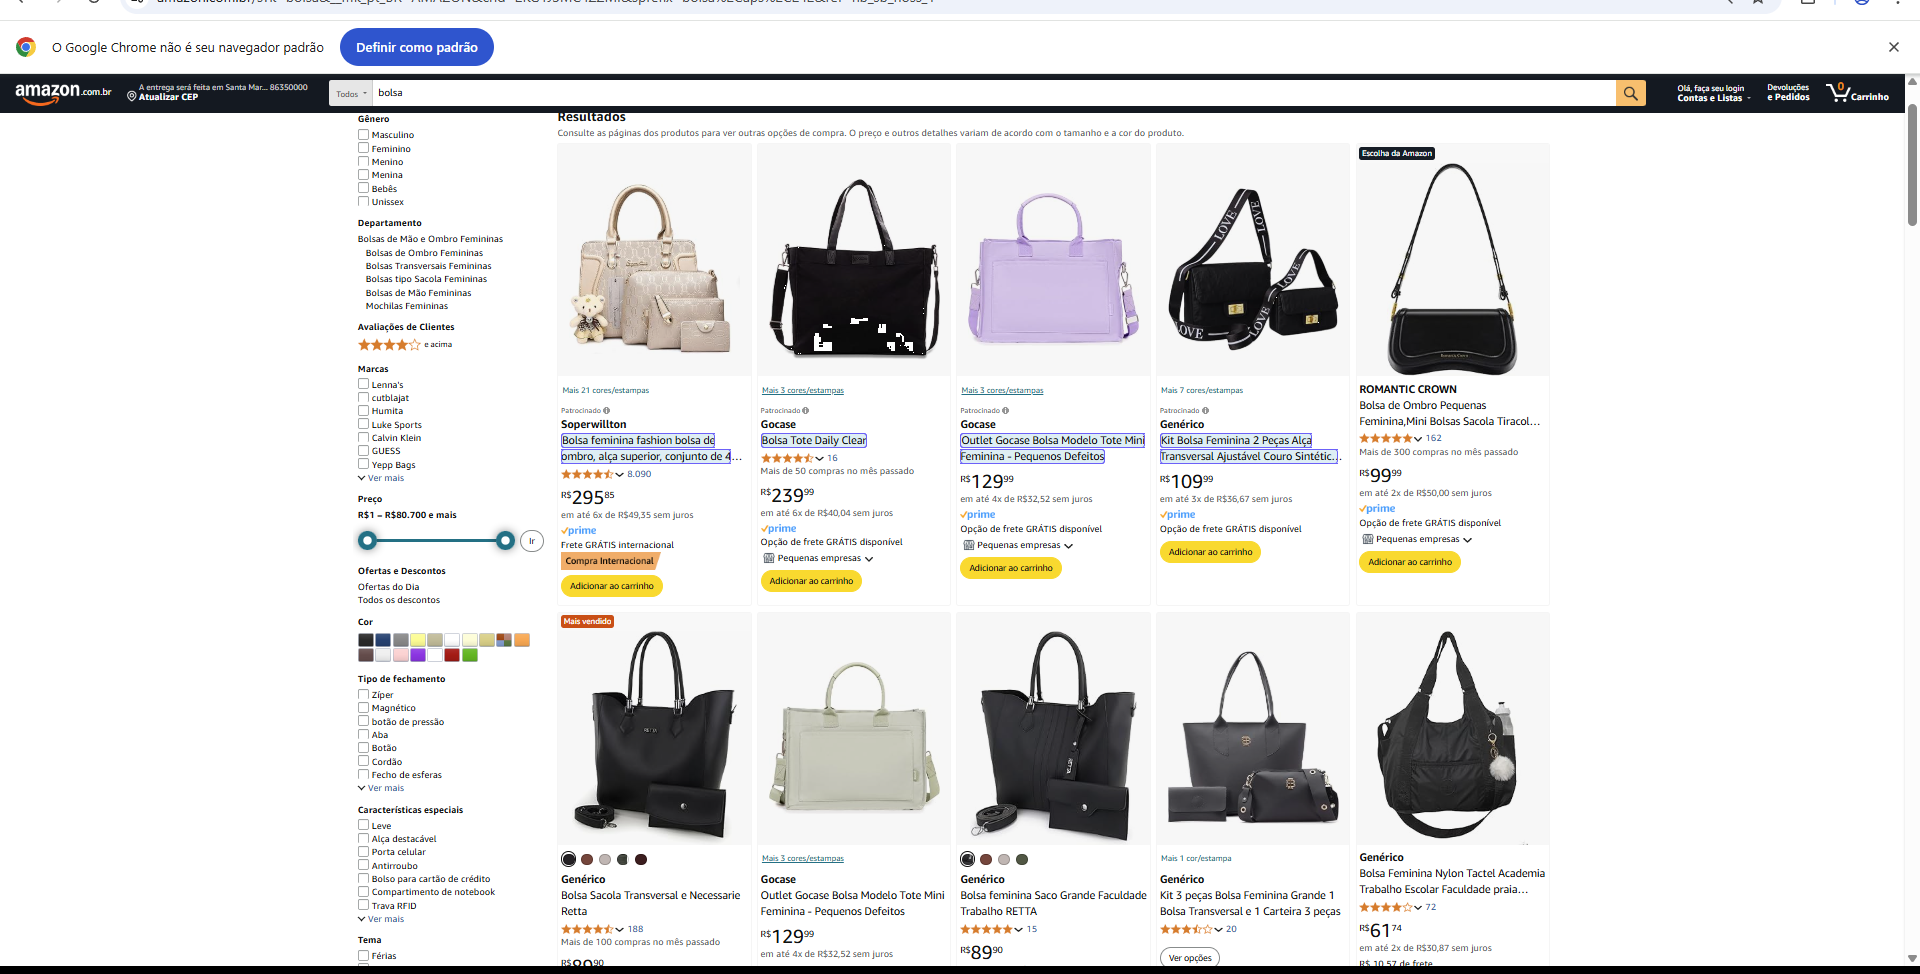 O Google Chrome não é seu navegador padrão
Definir como padrão
amazon.com.br
A entrega será feita em Santa Mar... 86350000
Atualizar CEP
Todos
bolsa
Olá, faça seu login
Contas e Listas
Devoluções
e Pedidos
0
Carrinho
Gênero
Masculino
Feminino
Menino
Menina
Bebês
Unissex
Departamento
Bolsas de Mão e Ombro Femininas
Bolsas de Ombro Femininas
Bolsas Transversais Femininas
Bolsas tipo Sacola Femininas
Bolsas de Mão Femininas
Mochilas Femininas
Avaliações de Clientes
e acima
Marcas
Lenna's
cutblajat
Humita
Luke Sports
Calvin Klein
GUESS
Yepp Bags
Ver mais
Preço
R$1 – R$80.700 e mais
Ir
Ofertas e Descontos
Ofertas do Dia
Todos os descontos
Cor
Tipo de fechamento
Zíper
Magnético
botão de pressão
Aba
Botão
Cordão
Fecho de esferas
Ver mais
Características especiais
Leve
Alça destacável
Porta celular
Antirroubo
Bolso para cartão de crédito
Compartimento de notebook
Trava RFID
Ver mais
Tema
Férias
Resultados
Consulte as páginas dos produtos para ver outras opções de compra. O preço e outros detalhes variam de acordo com o tamanho e a cor do produto.
Mais 21 cores/estampas
Patrocinado
Soperwillton
Bolsa feminina fashion bolsa de
ombro, alça superior, conjunto de 4...
8.090
R$295 85
em até 6x de R$49,35 sem juros
prime
Frete GRÁTIS internacional
Compra Internacional
Adicionar ao carrinho
Mais 3 cores/estampas
Patrocinado
Gocase
Bolsa Tote Daily Clear
16
Mais de 50 compras no mês passado
R$239 99
em até 6x de R$40,04 sem juros
prime
Opção de frete GRÁTIS disponível
Pequenas empresas
Adicionar ao carrinho
Mais 3 cores/estampas
Patrocinado
Gocase
Outlet Gocase Bolsa Modelo Tote Mini
Feminina - Pequenos Defeitos
R$129 99
em até 4x de R$32,52 sem juros
prime
Opção de frete GRÁTIS disponível
Pequenas empresas
Adicionar ao carrinho
LOVE
LOVE
LOVE
LOVE
LOVE
Mais 7 cores/estampas
Patrocinado
Genérico
Kit Bolsa Feminina 2 Peças Alça
Transversal Ajustável Couro Sintétic...
R$109 99
em até 3x de R$36,67 sem juros
prime
Opção de frete GRÁTIS disponível
Adicionar ao carrinho
Escolha da Amazon
ROMANTIC CROWN
Bolsa de Ombro Pequenas
Feminina,Mini Bolsas Sacola Tiracol...
162
Mais de 300 compras no mês passado
R$99 99
em até 2x de R$50,00 sem juros
prime
Opção de frete GRÁTIS disponível
Pequenas empresas
Adicionar ao carrinho
Mais vendido
RETTA
Genérico
Bolsa Sacola Transversal e Necessarie
Retta
188
Mais de 100 compras no mês passado
R$89 90
Mais 3 cores/estampas
Gocase
Outlet Gocase Bolsa Modelo Tote Mini
Feminina - Pequenos Defeitos
R$129 99
em até 4x de R$32,52 sem juros
Genérico
Bolsa feminina Saco Grande Faculdade
Trabalho RETTA
15
R$89 90
Mais 1 cor/estampa
Genérico
Kit 3 peças Bolsa Feminina Grande 1
Bolsa Transversal e 1 Carteira 3 peças
20
Ver opções
Genérico
Bolsa Feminina Nylon Tactel Academia
Trabalho Escolar Faculdade praia...
72
R$61 74
em até 2x de R$30,87 sem juros
R$ 10,57 de frete